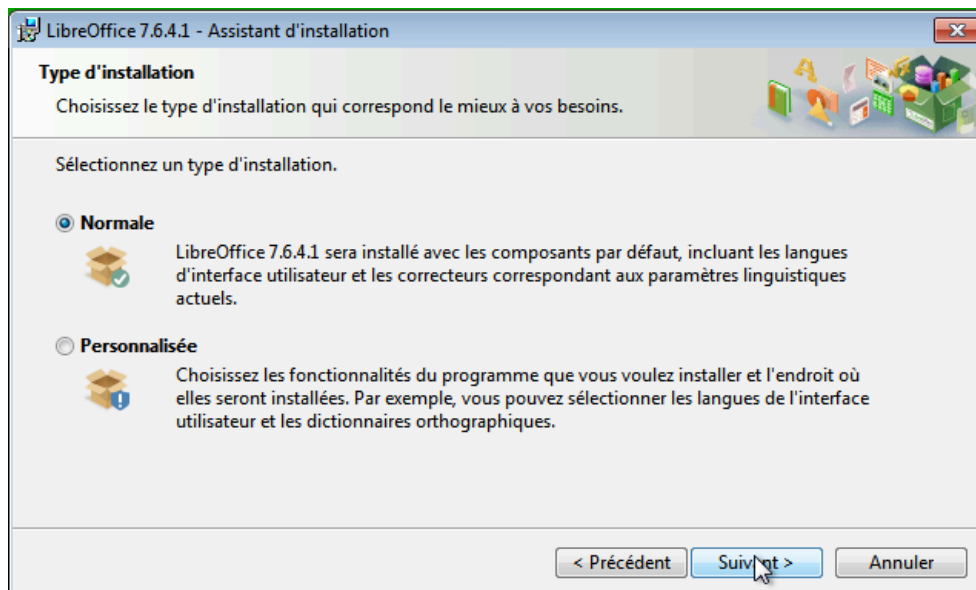 LibreOffice 7.6.4.1 - Assistant d'installation
Type d'installation
Choisissez le type d'installation qui correspond le mieux à vos besoins.
Sélectionnez un type d'installation.
Normale
LibreOffice 7.6.4.1 sera installé avec les composants par défaut, incluant les langues
d'interface utilisateur et les correcteurs correspondant aux paramètres linguistiques
actuels.
Personnalisée
Choisissez les fonctionnalités du programme que vous voulez installer et l'endroit où
elles seront installées. Par exemple, vous pouvez sélectionner les langues de l'interface
utilisateur et les dictionnaires orthographiques.
< Précédent Suivant > Annuler